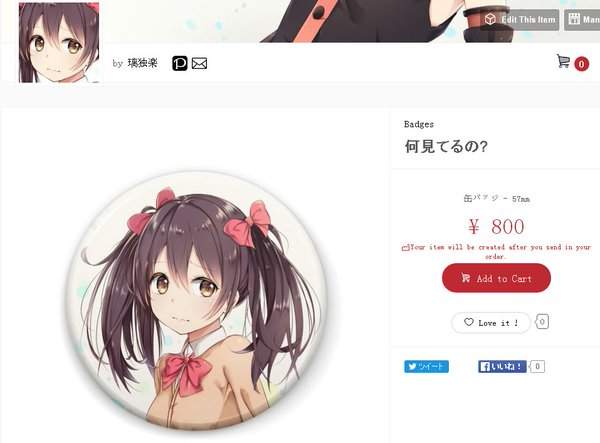 Edit This Item
Man
by 璃独楽
0
Badges
何見てるの?
缶バッジ - 57mm
¥ 800
Your item will be created after you send in your
order.
Add to Cart
Love it !
0
ツイート
いいね！
0